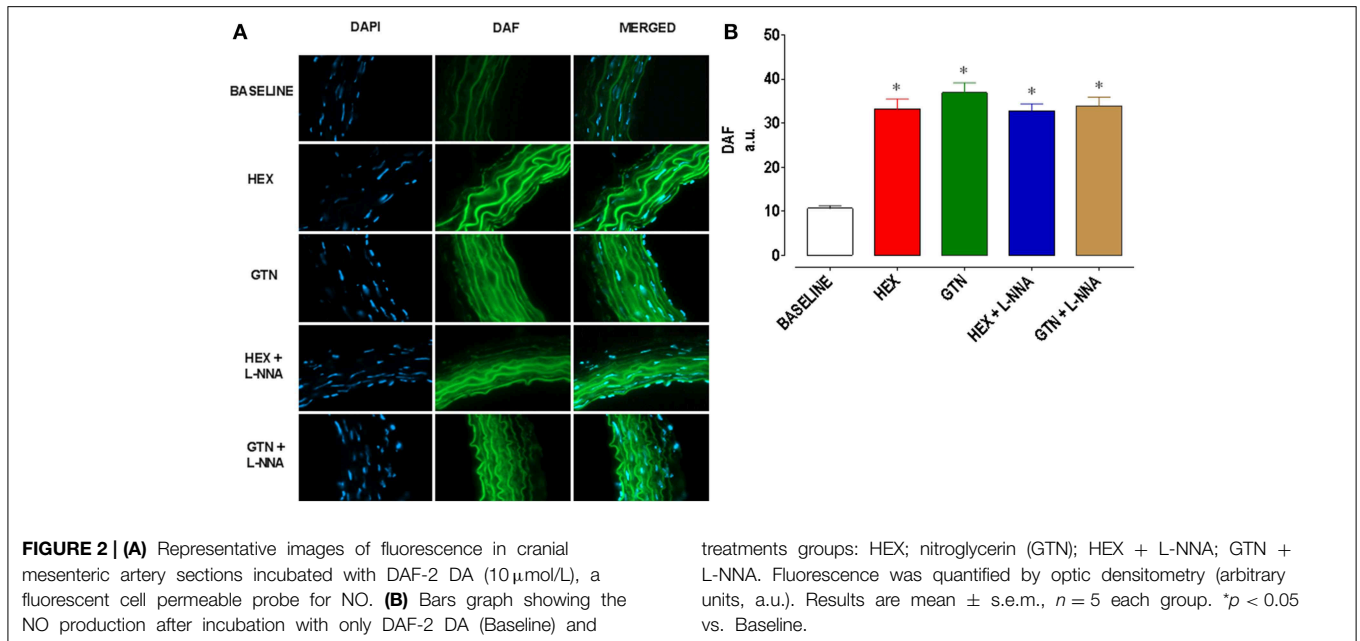 A
DAPI
DAF
MERGED
BASELINE
HEX
GTN
HEX +
L-NNA
GTN +
L-NNA
B
50
40
30
20
10
0
DAF
a.u.
*
*
*
*
BASELINE
HEX
GTN
HEX + L-NNA
GTN + L-NNA
FIGURE 2 | (A) Representative images of fluorescence in cranial
mesenteric artery sections incubated with DAF-2 DA (10 μmol/L), a
fluorescent cell permeable probe for NO. (B) Bars graph showing the
NO production after incubation with only DAF-2 DA (Baseline) and
treatments groups: HEX; nitroglycerin (GTN); HEX + L-NNA; GTN +
L-NNA. Fluorescence was quantified by optic densitometry (arbitrary
units, a.u.). Results are mean ± s.e.m., n = 5 each group. *p < 0.05
vs. Baseline.